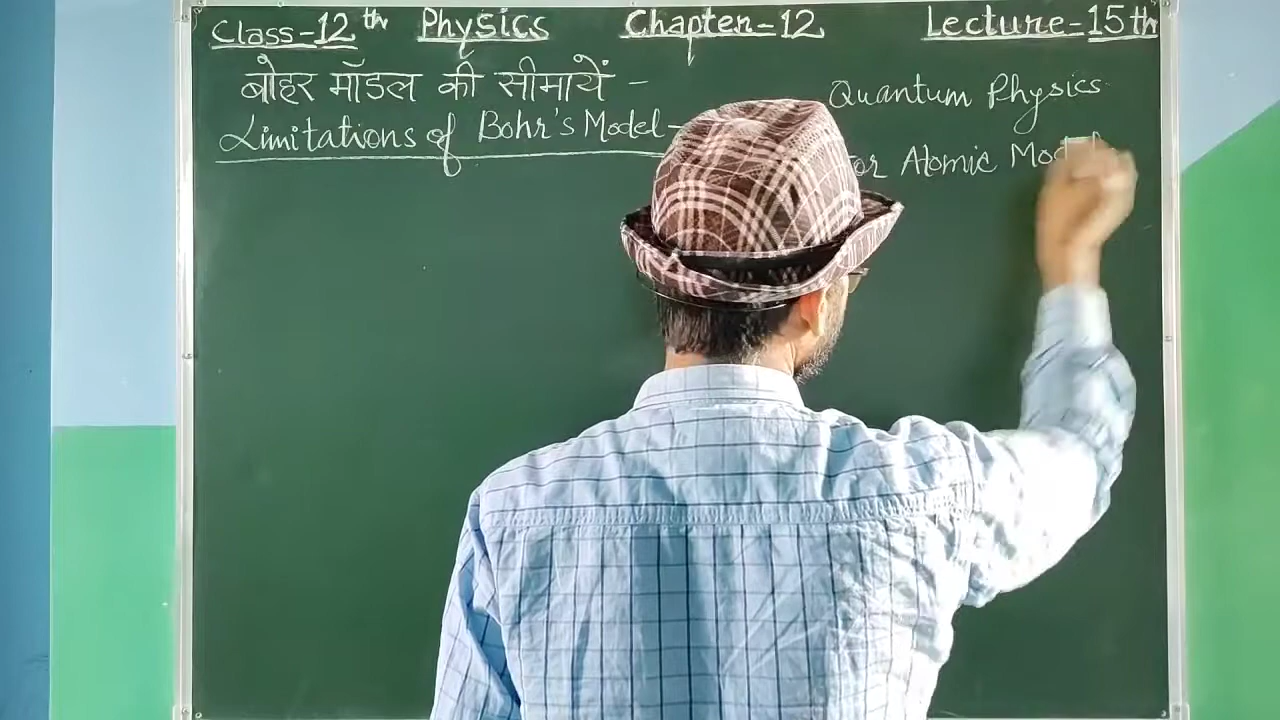 Class-12th Physics Chapter-12 Lecture-15th
बोहर मॉडल की सीमायें -
Limitations of Bohr's Model-
Quantum Physics
Atomic